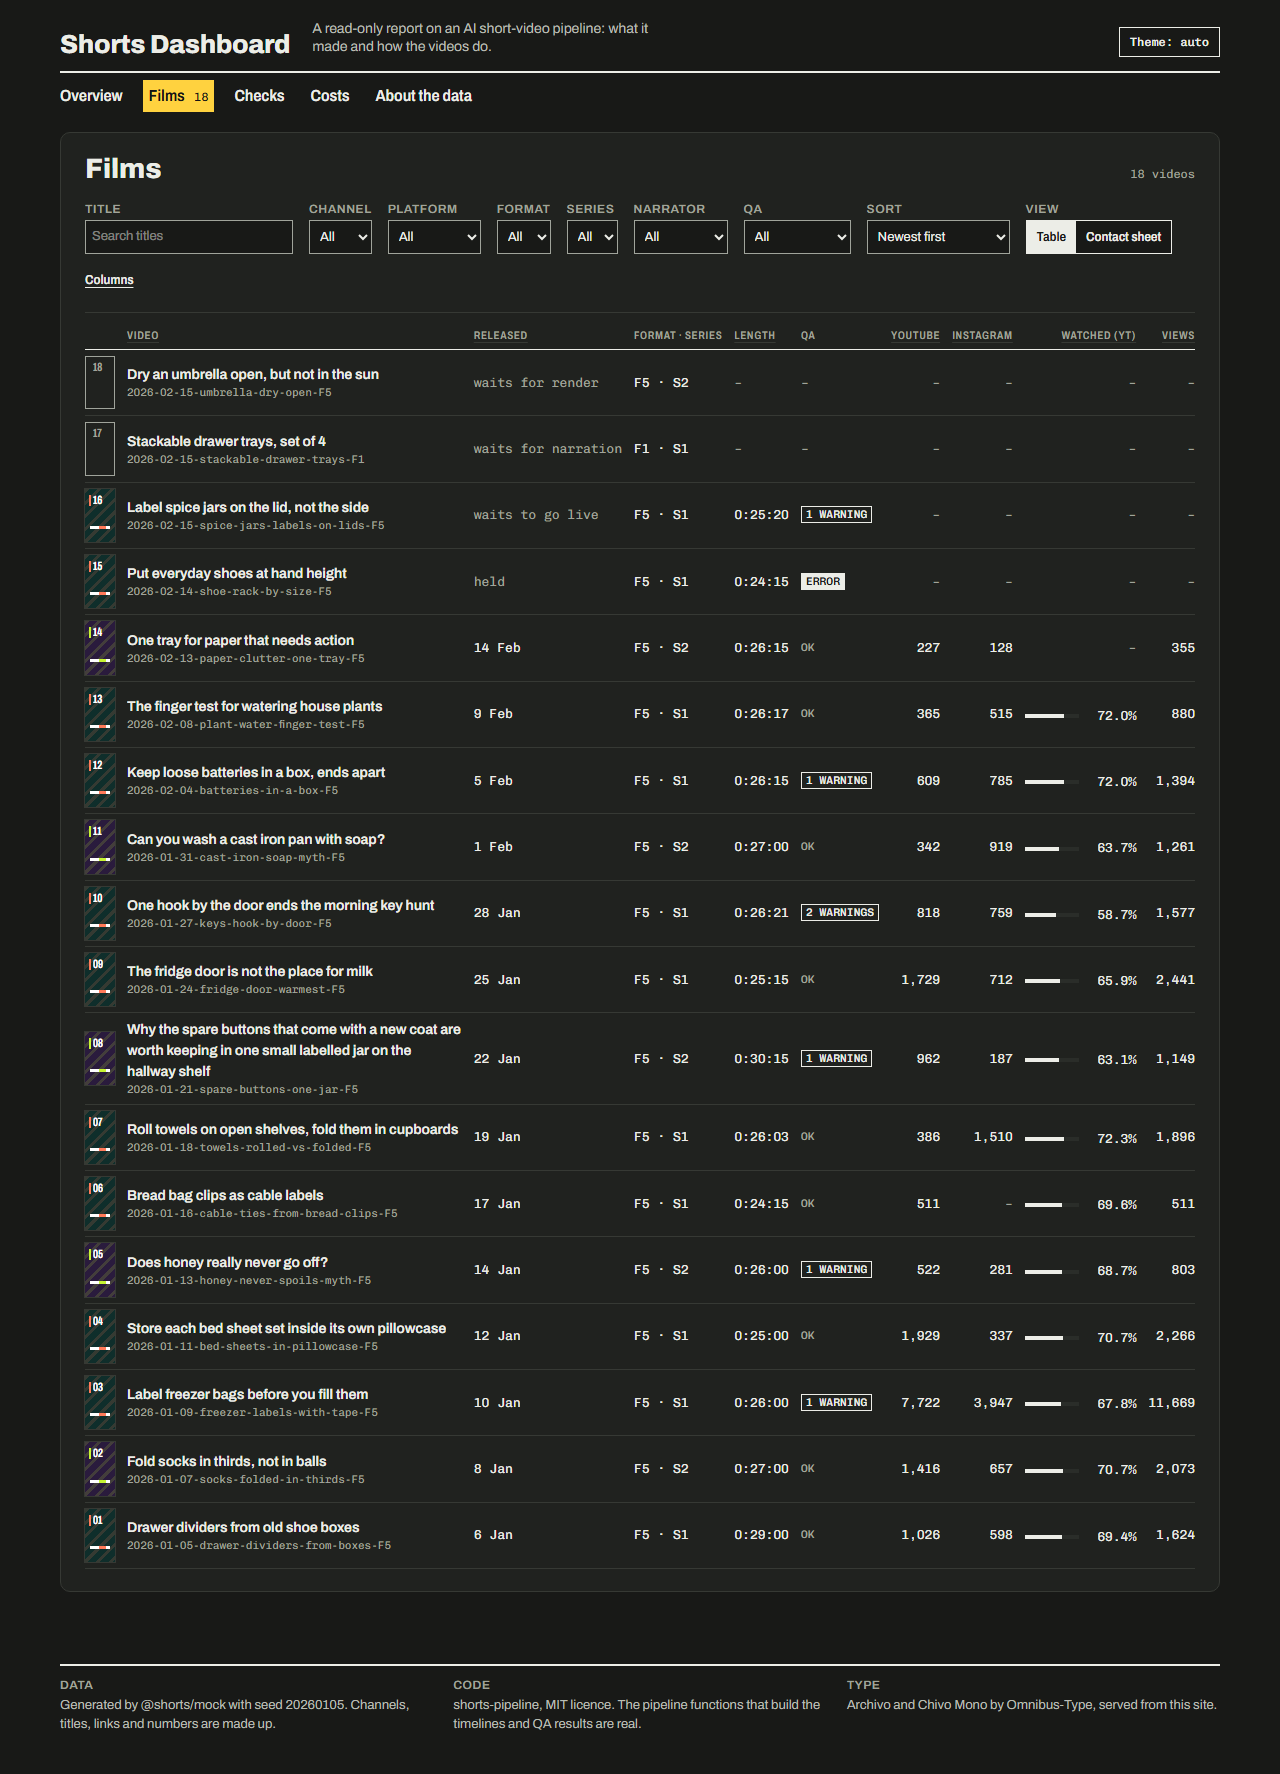 Shorts Dashboard
A read-only report on an AI short-video pipeline: what it
made and how the videos do.
Theme: auto
Overview Films 18 Checks Costs About the data
Films
18 videos
TITLE CHANNEL PLATFORM FORMAT SERIES NARRATOR QA SORT VIEW
Search titles All All All All All All Newest first Table Contact sheet
Columns
VIDEO RELEASED FORMAT · SERIES LENGTH QA YOUTUBE INSTAGRAM WATCHED (YT) VIEWS
18 Dry an umbrella open, but not in the sun waits for render F5 · S2 – – – – – –
2026-02-15-umbrella-dry-open-F5
17 Stackable drawer trays, set of 4 waits for narration F1 · S1 – – – – – –
2026-02-15-stackable-drawer-trays-F1
16 Label spice jars on the lid, not the side waits to go live F5 · S1 0:25:20 1 WARNING – – – –
2026-02-15-spice-jars-labels-on-lids-F5
15 Put everyday shoes at hand height held F5 · S1 0:24:15 ERROR – – – –
2026-02-14-shoe-rack-by-size-F5
14 One tray for paper that needs action 14 Feb F5 · S2 0:26:15 OK 227 128 – 355
2026-02-13-paper-clutter-one-tray-F5
13 The finger test for watering house plants 9 Feb F5 · S1 0:26:17 OK 365 515 72.0% 880
2026-02-08-plant-water-finger-test-F5
12 Keep loose batteries in a box, ends apart 5 Feb F5 · S1 0:26:15 1 WARNING 609 785 72.0% 1,394
2026-02-04-batteries-in-a-box-F5
11 Can you wash a cast iron pan with soap? 1 Feb F5 · S2 0:27:00 OK 342 919 63.7% 1,261
2026-01-31-cast-iron-soap-myth-F5
10 One hook by the door ends the morning key hunt 28 Jan F5 · S1 0:26:21 2 WARNINGS 818 759 58.7% 1,577
2026-01-27-keys-hook-by-door-F5
09 The fridge door is not the place for milk 25 Jan F5 · S1 0:25:15 OK 1,729 712 65.9% 2,441
2026-01-24-fridge-door-warmest-F5
08 Why the spare buttons that come with a new coat are
worth keeping in one small labelled jar on the
hallway shelf 22 Jan F5 · S2 0:30:15 1 WARNING 962 187 63.1% 1,149
2026-01-21-spare-buttons-one-jar-F5
07 Roll towels on open shelves, fold them in cupboards 19 Jan F5 · S1 0:26:03 OK 386 1,510 72.3% 1,896
2026-01-18-towels-rolled-vs-folded-F5
06 Bread bag clips as cable labels 17 Jan F5 · S1 0:24:15 OK 511 – 69.6% 511
2026-01-16-cable-ties-from-bread-clips-F5
05 Does honey really never go off? 14 Jan F5 · S2 0:26:00 1 WARNING 522 281 68.7% 803
2026-01-13-honey-never-spoils-myth-F5
04 Store each bed sheet set inside its own pillowcase 12 Jan F5 · S1 0:25:00 OK 1,929 337 70.7% 2,266
2026-01-11-bed-sheets-in-pillowcase-F5
03 Label freezer bags before you fill them 10 Jan F5 · S1 0:26:00 1 WARNING 7,722 3,947 67.8% 11,669
2026-01-09-freezer-labels-with-tape-F5
02 Fold socks in thirds, not in balls 8 Jan F5 · S2 0:27:00 OK 1,416 657 70.7% 2,073
2026-01-07-socks-folded-in-thirds-F5
01 Drawer dividers from old shoe boxes 6 Jan F5 · S1 0:29:00 OK 1,026 598 69.4% 1,624
2026-01-05-drawer-dividers-from-boxes-F5
DATA
Generated by @shorts/mock with seed 20260105. Channels,
titles, links and numbers are made up.
CODE
shorts-pipeline, MIT licence. The pipeline functions that build the
timelines and QA results are real.
TYPE
Archivo and Chivo Mono by Omnibus-Type, served from this site.